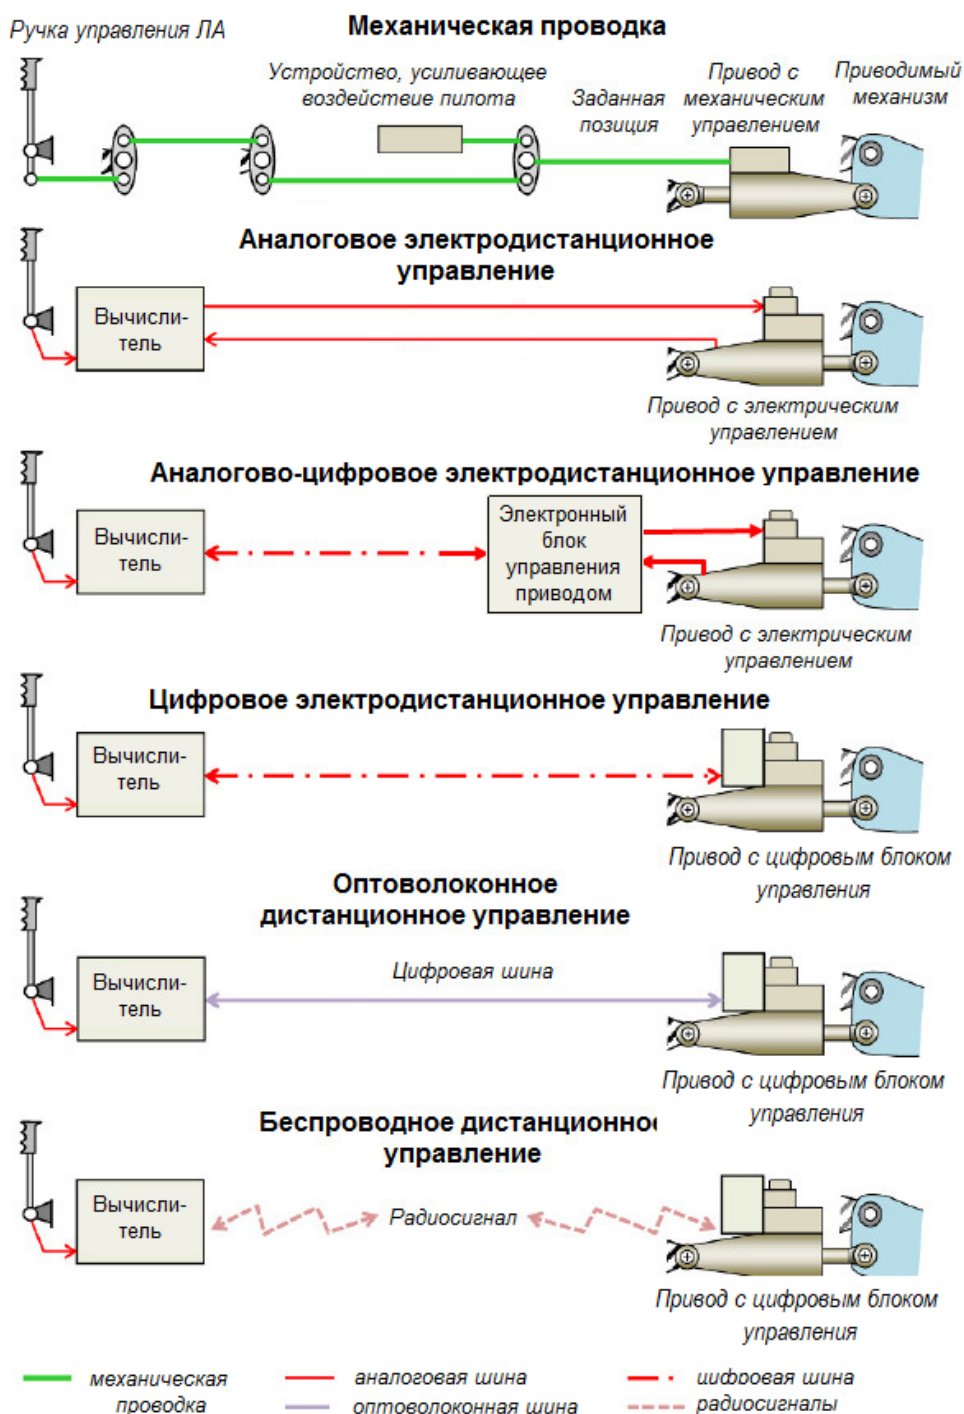 Ручка управления ЛА
Механическая проводка
Устройство, усиливающее
воздействие пилота
Заданная
позиция
Привод с
механическим
управлением
Приводимый
механизм
Аналоговое электродистанционное
управление
Вычисли-
тель
Привод с электрическим
управлением
Аналогово-цифровое электродистанционное управление
Вычисли-
тель
Электронный
блок
управления
приводом
Привод с электрическим
управлением
Цифровое электродистанционное управление
Вычисли-
тель
Привод с цифровым блоком
управления
Оптоволоконное
дистанционное управление
Вычисли-
тель
Цифровая шина
Привод с цифровым блоком
управления
Беспроводное дистанционно
управление
Вычисли-
тель
Радиосигнал
Привод с цифровым блоком
управления
механическая
проводка
аналоговая шина
оптоволоконная шина
цифровая шина
радиосигналы